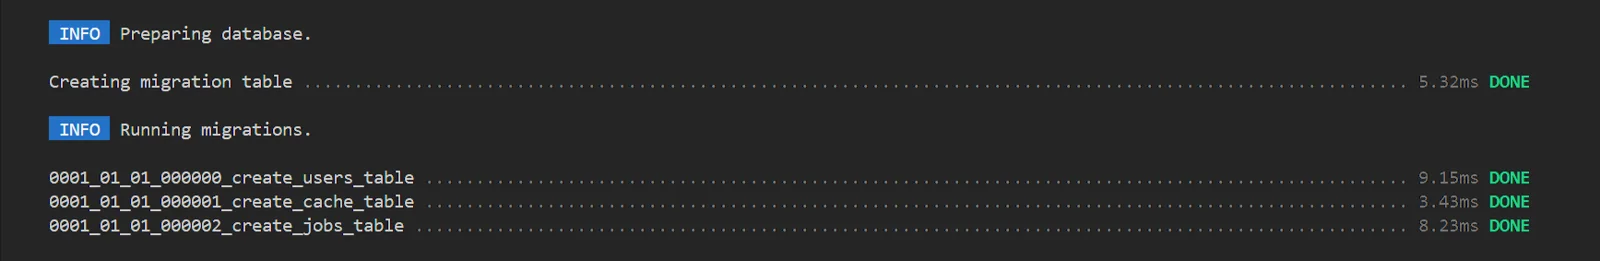 INFO Preparing database.
Creating migration table ........................................................................................................... 5.32ms DONE
INFO Running migrations.
0001_01_01_000000_create_users_table ............................................................................................... 9.15ms DONE
0001_01_01_000001_create_cache_table ............................................................................................... 3.43ms DONE
0001_01_01_000002_create_jobs_table ................................................................................................ 8.23ms DONE